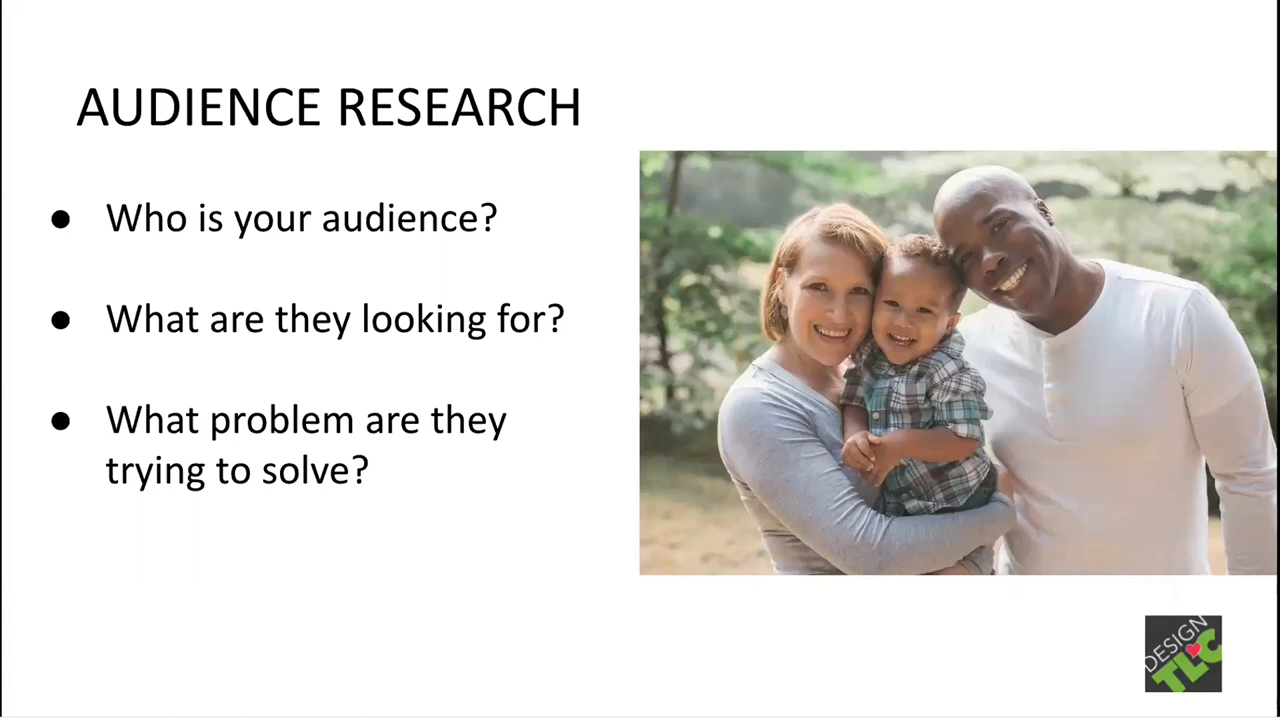 AUDIENCE RESEARCH
● Who is your audience?
● What are they looking for?
● What problem are they
trying to solve?
DESIGN
TLC